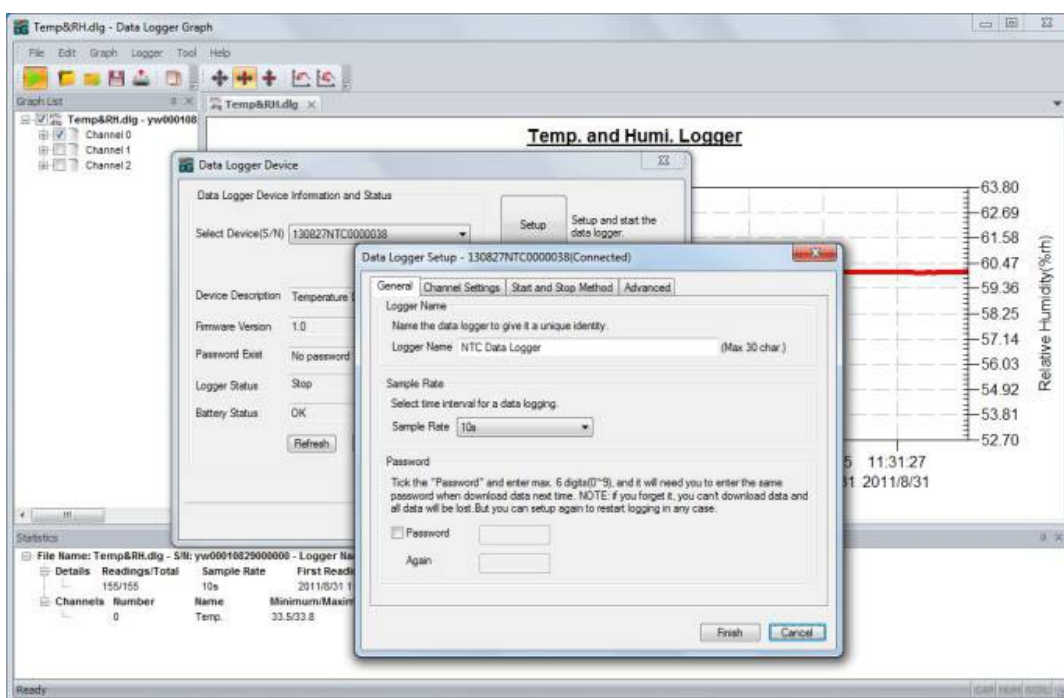 Temp&RH.dlg - Data Logger Graph
File Edit Graph Logger Tool Help
Graph List
Temp&RH.dlg
Temp&RH.dlg - yw000108
Channel 0
Channel 1
Channel 2
Temp. and Humi. Logger
63.80
62.69
61.58
60.47
59.36
58.25
57.14
56.03
54.92
53.81
52.70
Relative Humidity(%rh)
11:31:27
2011/8/31
Data Logger Device
Data Logger Device Information and Status
Select Device(S/N) 130827NTC0000038
Setup
Setup and start the
data logger.
Device Description Temperature
Firmware Version 1.0
Password Exist No password
Logger Status Stop
Battery Status OK
Refresh
Data Logger Setup - 130827NTC0000038(Connected)
General Channel Settings Start and Stop Method Advanced
Logger Name
Name the data logger to give it a unique identity.
Logger Name NTC Data Logger (Max 30 char.)
Sample Rate
Select time interval for a data logging.
Sample Rate 10s
Password
Tick the "Password" and enter max. 6 digits(0~9), and it will need you to enter the same
password when download data next time. NOTE: if you forget it, you can't download data and
all data will be lost.But you can setup again to restart logging in any case.
Password
Again
Finish Cancel
Statistics
File Name: Temp&RH.dlg - S/N: yw00010829000000 - Logger Na
Details Readings/Total Sample Rate First Readi
155/155 10s 2011/8/31 1
Channels Number Name Minimum/Maxim
0 Temp. 33.5/33.8
Ready
CAP NUM SCRL